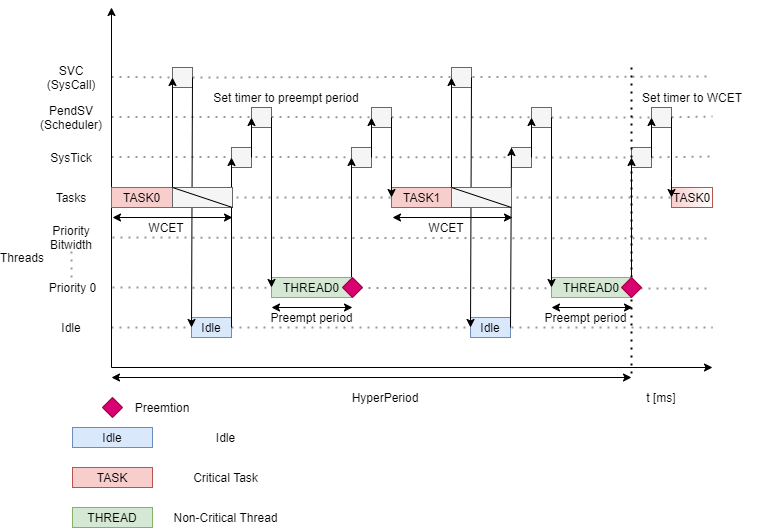 SVC
(SysCall)
PendSV
(Scheduler)
Set timer to preempt period
Set timer to WCET
SysTick
Tasks
TASK0
TASK1
TASK0
WCET
WCET
Priority
Bitwidth
Threads
Priority 0
THREAD0
THREAD0
Preempt period
Preempt period
Idle
Idle
Idle
HyperPeriod
t [ms]
Preemtion
Idle
Idle
TASK
Critical Task
THREAD
Non-Critical Thread